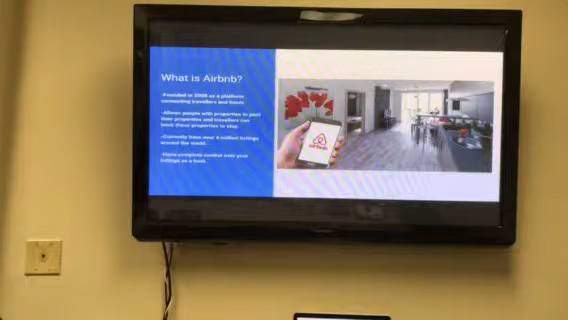 What is Airbnb?
-Founded in 2008 as a platform
connecting travellers and hosts
-Allows people with properties to post
their properties and travellers can
book these properties to stay.
-Currently have over 4 million listings
around the world.
-Have complete control over your
listings as a host.
airbnb